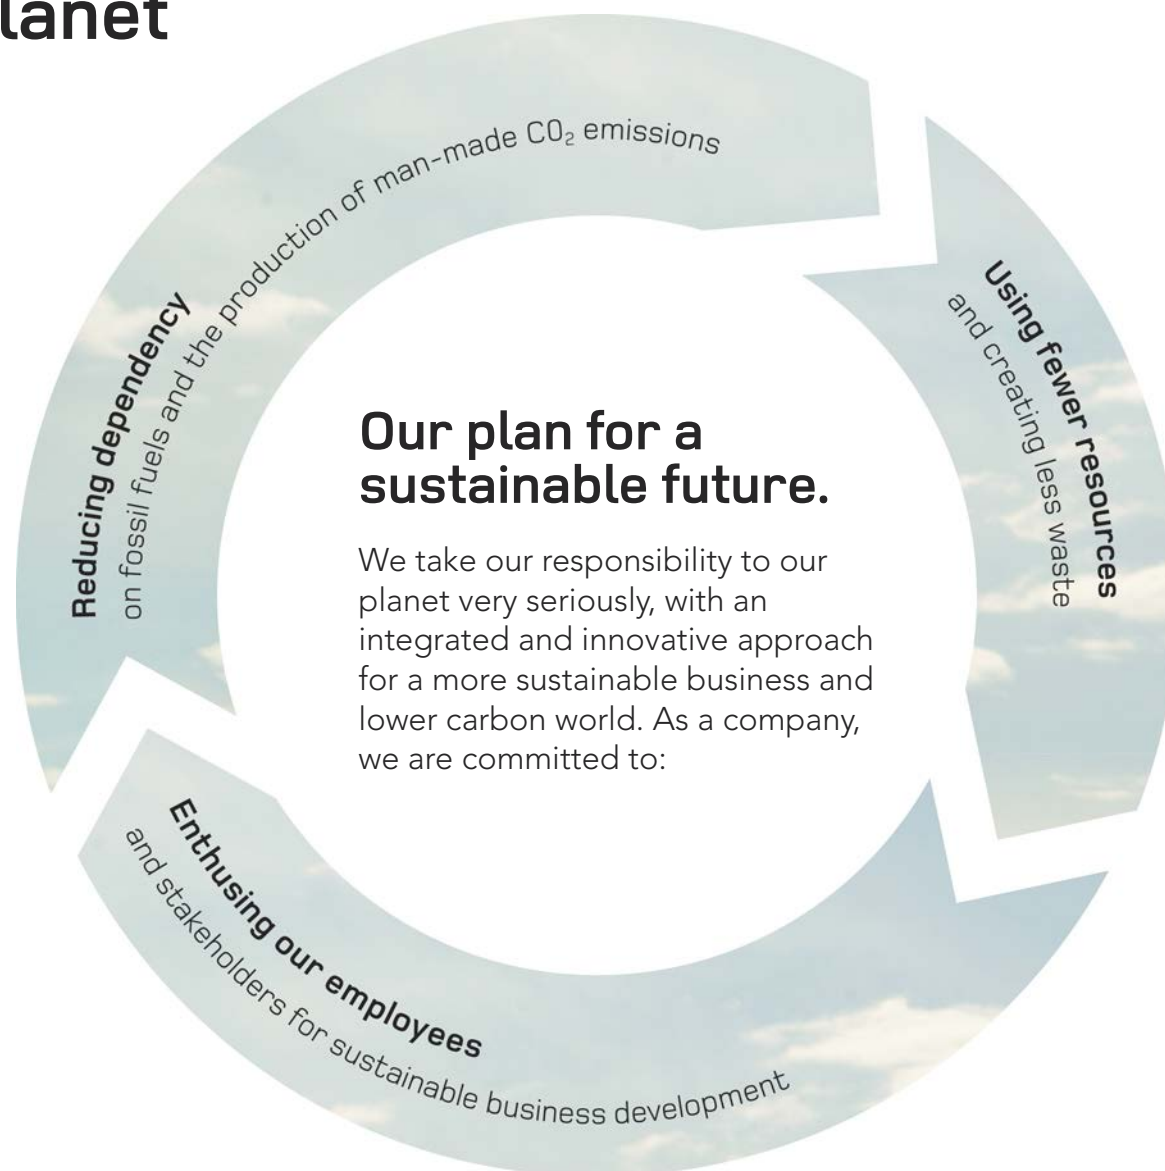 lanet
Our plan for a
sustainable future.
We take our responsibility to our
planet very seriously, with an
integrated and innovative approach
for a more sustainable business and
lower carbon world. As a company,
we are committed to:
Reducing dependency
on fossil fuels and the production of man-made C0₂ emissions
Using fewer resources
and creating less waste
Enthusing our employees
and stakeholders for sustainable business development